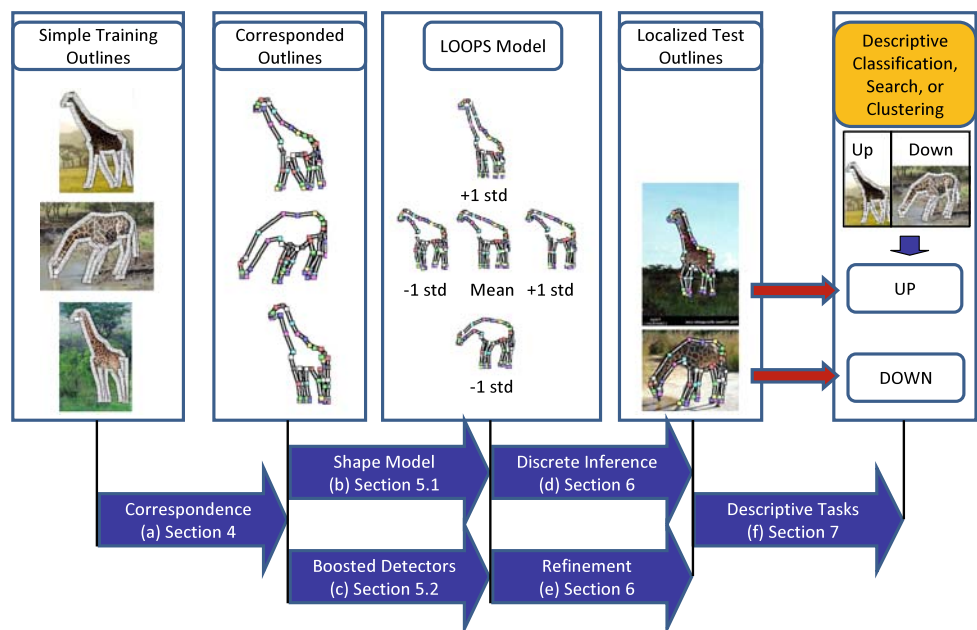 Simple Training
Outlines
Corresponded
Outlines
LOOPS Model
Localized Test
Outlines
Descriptive
Classification,
Search, or
Clustering
Up
Down
+1 std
-1 std
Mean
+1 std
-1 std
UP
DOWN
Shape Model
(b) Section 5.1
Discrete Inference
(d) Section 6
Correspondence
(a) Section 4
Descriptive Tasks
(f) Section 7
Boosted Detectors
(c) Section 5.2
Refinement
(e) Section 6